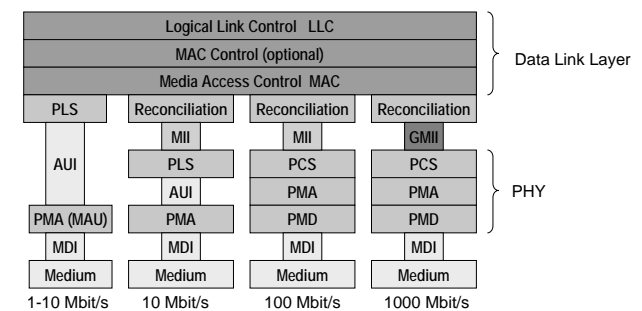 Logical Link Control LLC
MAC Control (optional)
Data Link Layer
Media Access Control MAC
PLS Reconciliation Reconciliation Reconciliation
MII MII GMII
AUI PLS PCS PCS
AUI PMA PMA PHY
PMA (MAU) PMA PMD PMD
MDI MDI MDI MDI
Medium Medium Medium Medium
1-10 Mbit/s 10 Mbit/s 100 Mbit/s 1000 Mbit/s